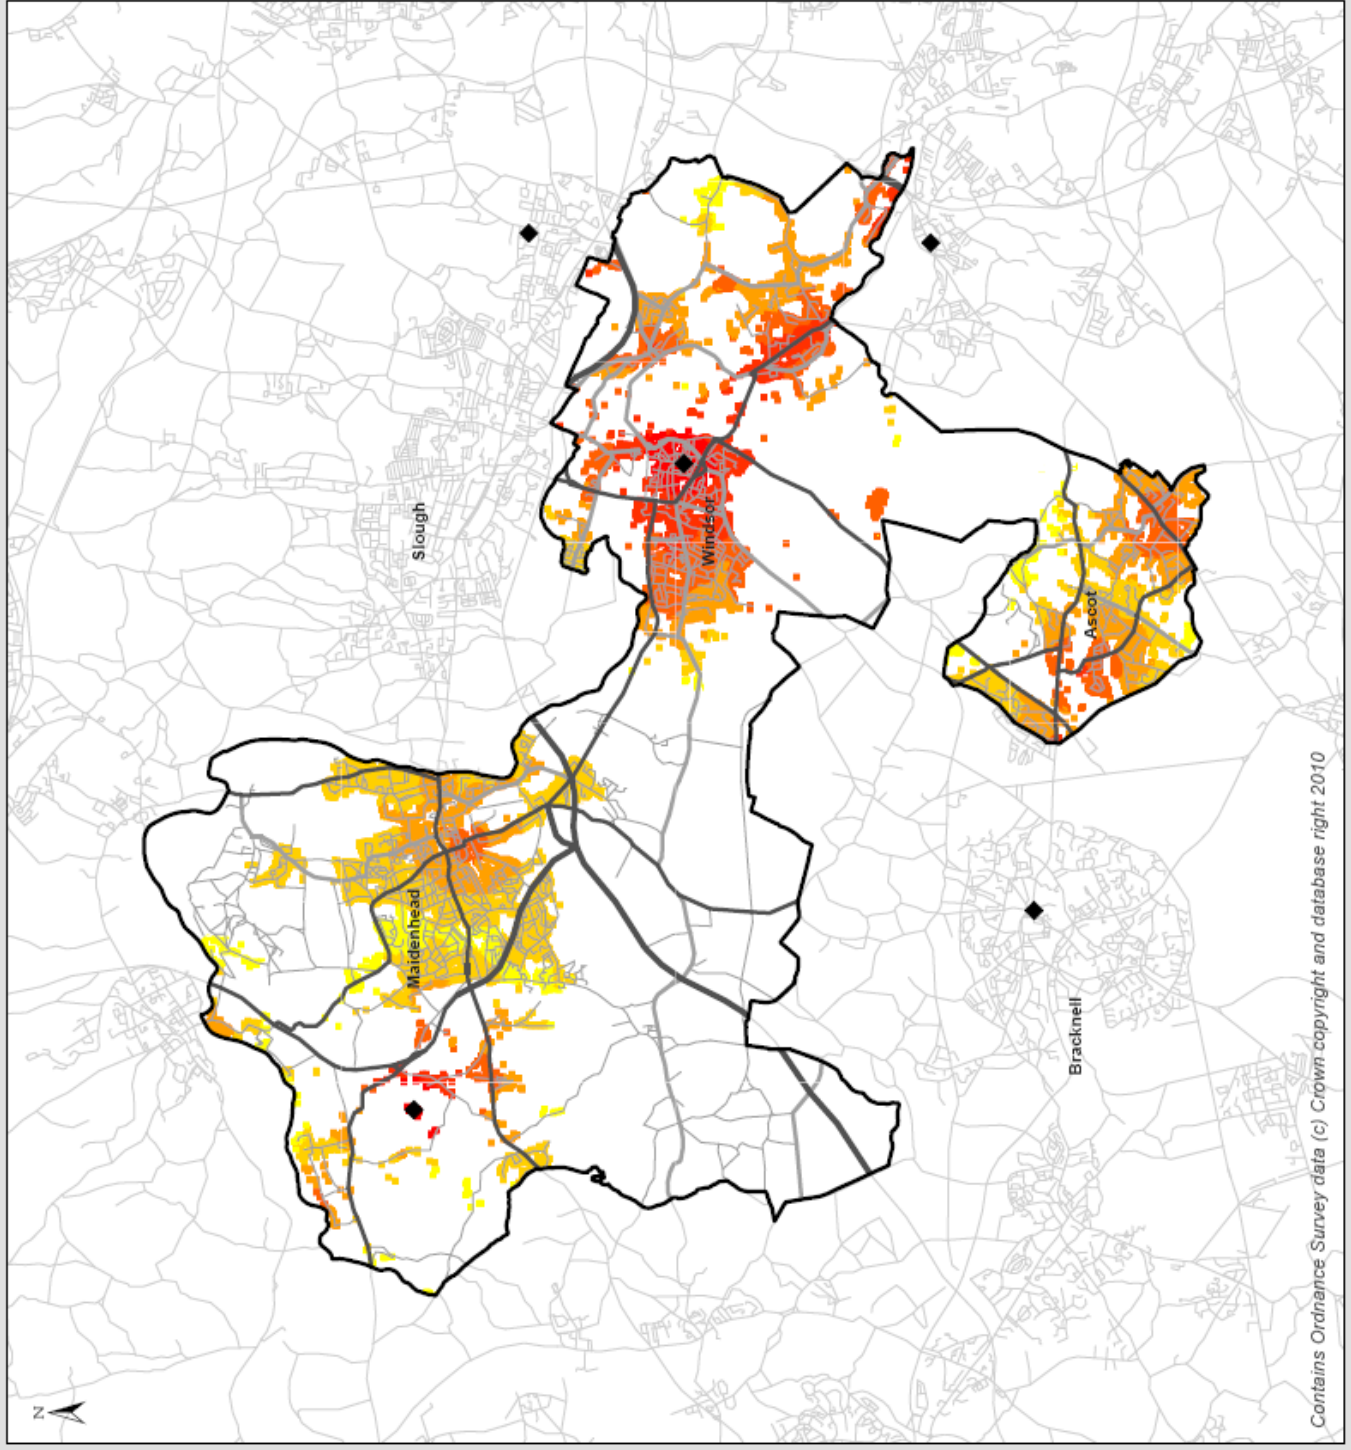 N
Slough
Maidenhead
Windsor
Ascot
Bracknell
Contains Ordnance Survey data (c) Crown copyright and database right 2010